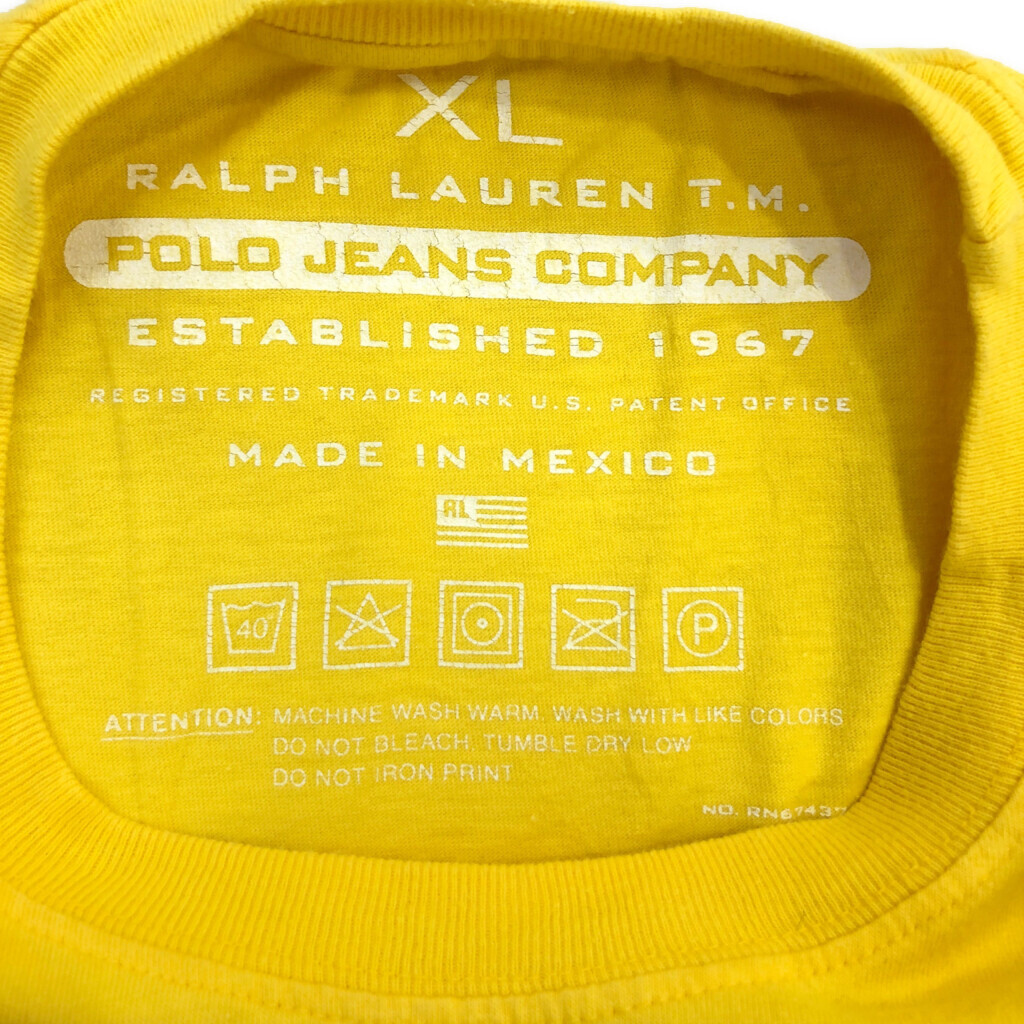 XL
RALPH LAUREN T.M.
POLO JEANS COMPANY
ESTABLISHED 1967
REGISTERED TRADEMARK U.S. PATENT OFFICE
MADE IN MEXICO
RL
40°
P
ATTENTION: MACHINE WASH WARM. WASH WITH LIKE COLORS
DO NOT BLEACH. TUMBLE DRY LOW
DO NOT IRON PRINT
NO.